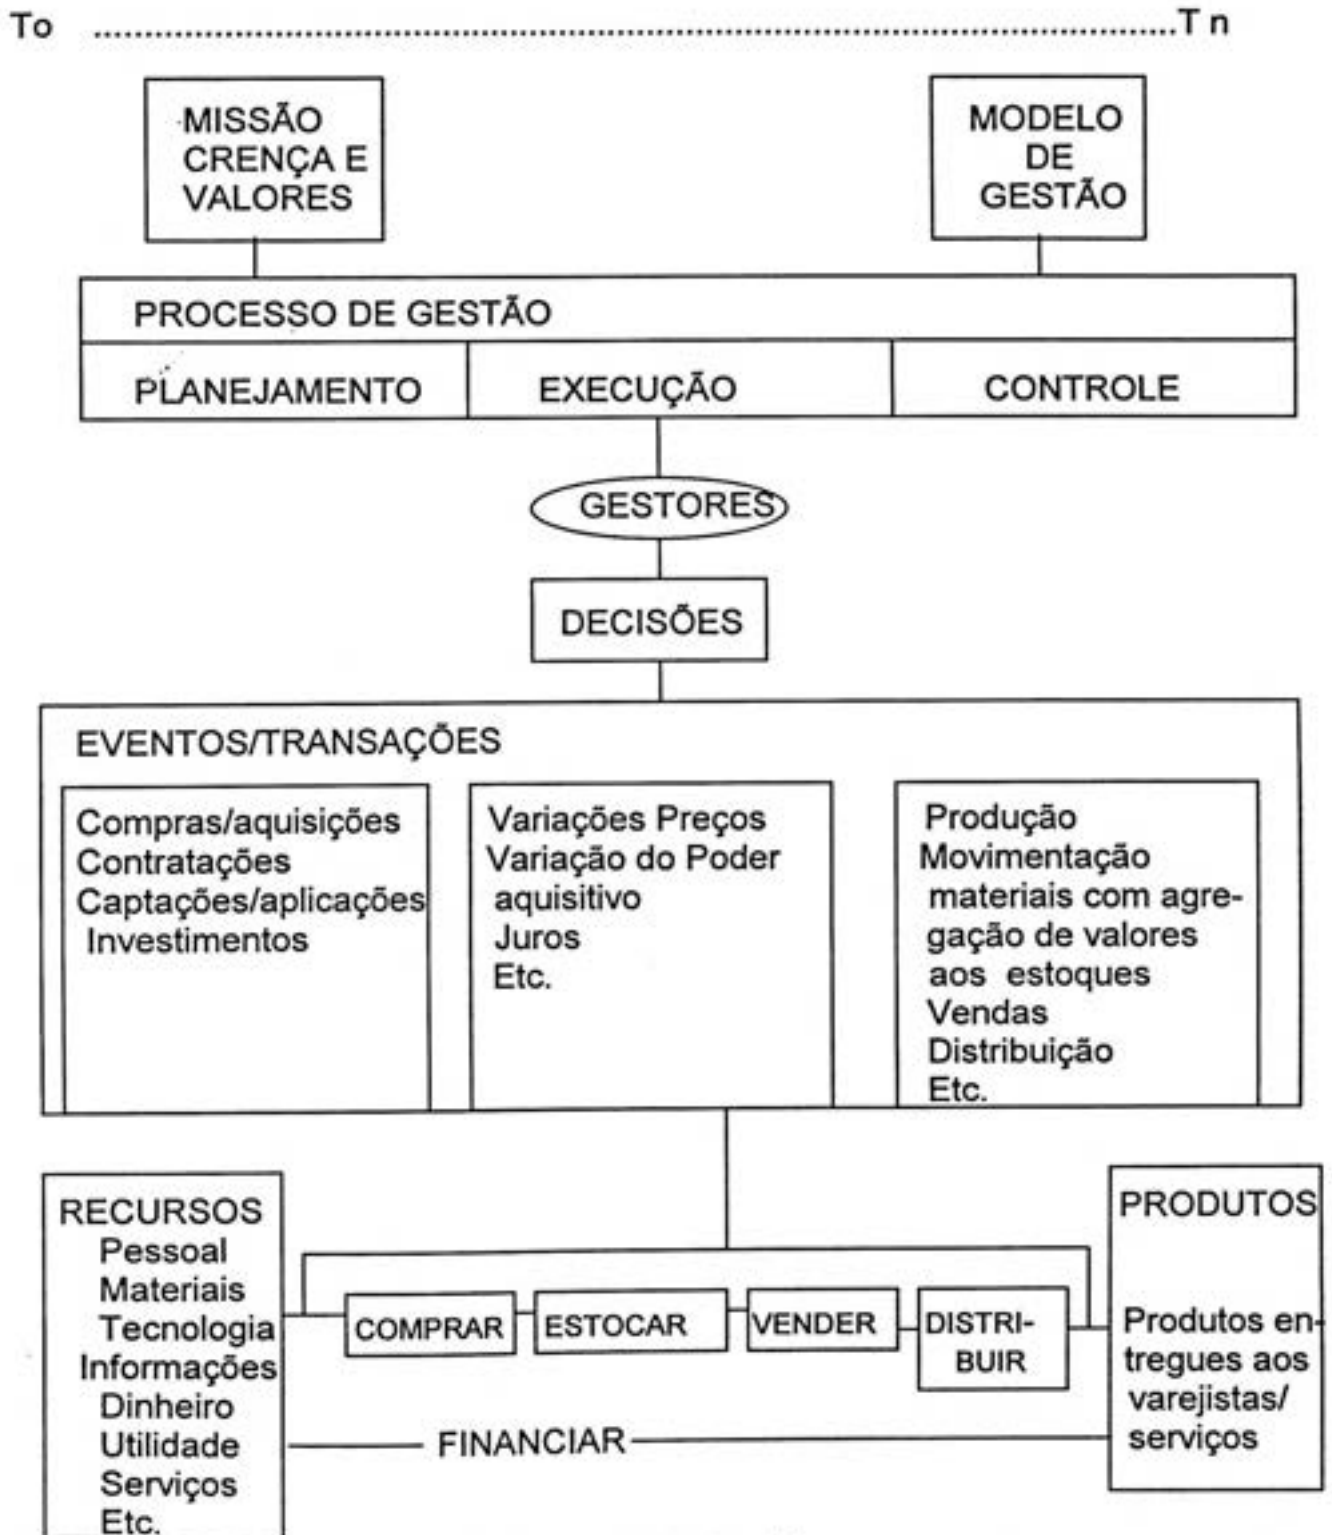 To ........................................................................................................Tn
MISSÃO
CRENÇA E
VALORES
MODELO
DE
GESTÃO
PROCESSO DE GESTÃO
PLANEJAMENTO
EXECUÇÃO
CONTROLE
GESTORES
DECISÕES
EVENTOS/TRANSAÇÕES
Compras/aquisições
Contratações
Captações/aplicações
Investimentos
Variações Preços
Variação do Poder
aquisitivo
Juros
Etc.
Produção
Movimentação
materiais com agre-
gação de valores
aos estoques
Vendas
Distribuição
Etc.
RECURSOS
Pessoal
Materiais
Tecnologia
Informações
Dinheiro
Utilidade
Serviços
Etc.
COMPRAR
ESTOCAR
VENDER
DISTRI-
BUIR
FINANCIAR
PRODUTOS
Produtos en-
tregues aos
varejistas/
serviços